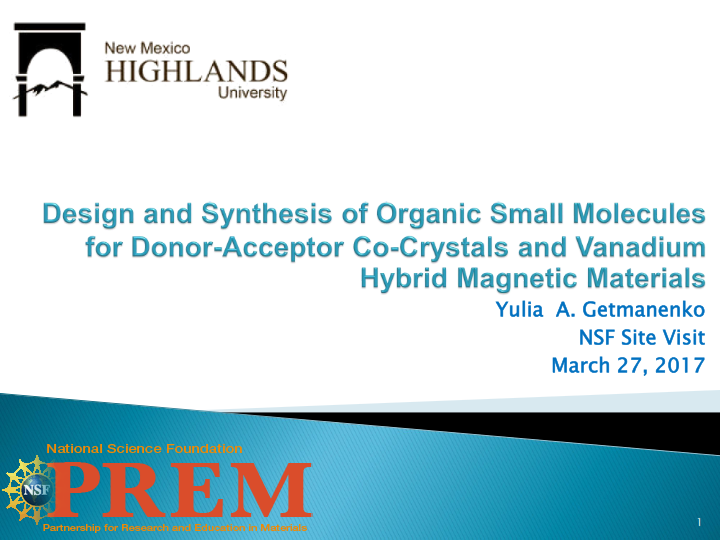 New Mexico
HIGHLANDS
University
Design and Synthesis of Organic Small Molecules
for Donor-Acceptor Co-Crystals and Vanadium
Hybrid Magnetic Materials
Yulia A. Getmanenko
NSF Site Visit
March 27, 2017
National Science Foundation
NSF
PREM
Partnership for Research and Education in Materials
1